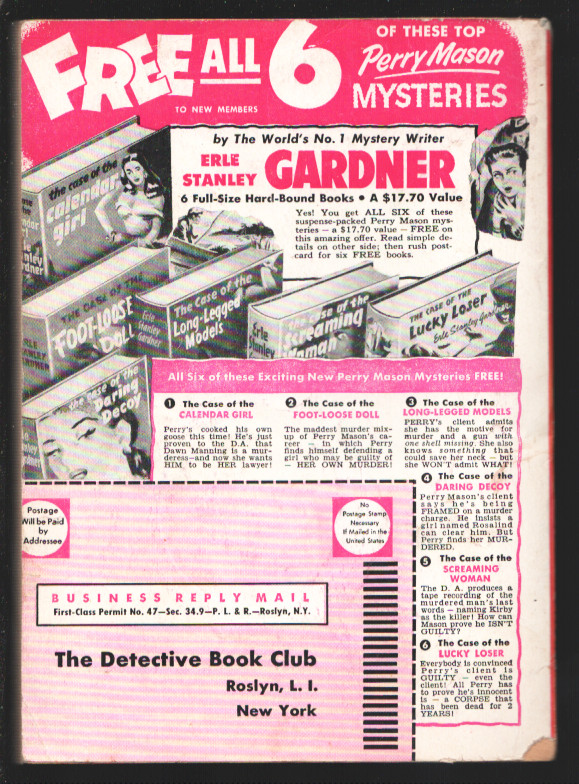 FREE ALL 6
TO NEW MEMBERS
OF THESE TOP
Perry Mason
MYSTERIES
by The World's No. 1 Mystery Writer
ERLE
STANLEY
GARDNER
6 Full-Size Hard-Bound Books • A $17.70 Value
Yes! You get ALL SIX of these
suspense-packed Perry Mason mys-
teries – a $17.70 value – FREE on
this amazing offer. Read simple de-
tails on other side; then rush post-
card for six FREE books.
the case of the
calendar
girl
THE CASE OF THE
FOOT-LOOSE
DOLL
ERLE
STANLEY
GARDNER
The Case of the
Long-Legged
Models
Erle
Stanley
Gardner
the case of the
Screaming
Woman
Erle
Stanley
THE CASE OF THE
Lucky Loser
Erle Stanley Gardner
the case of the
Daring
Decoy
All Six of these Exciting New Perry Mason Mysteries FREE!
1 The Case of the
CALENDAR GIRL
Perry's cooked his own
goose this time! He's just
proven to the D.A. that
Dawn Manning is a mur-
deress–and now she wants
HIM to be HER lawyer!
2 The Case of the
FOOT-LOOSE DOLL
The maddest murder mix-
up of Perry Mason's ca-
reer – in which Perry
finds himself defending a
girl who may be guilty of
– HER OWN MURDER!
3 The Case of the
LONG-LEGGED MODELS
PERRY's client admits
she has the motive for
murder and a gun with
one shell missing. She also
knows something that
could save her neck – but
she WON'T admit WHAT!
4 The Case of the
DARING DECOY
Perry Mason's client
says he's being
FRAMED on a murder
charge. He insists a
girl named Rosalind
can clear him. But
Perry finds her MUR-
DERED.
5 The Case of the
SCREAMING
WOMAN
The D. A. produces a
tape recording of the
murdered man's last
words – naming Kirby
as the killer! How can
Mason prove he ISN'T
GUILTY?
6 The Case of the
LUCKY LOSER
Everybody is convinced
Perry's client is
GUILTY – even the
client! All Perry has
to prove he's innocent
is – a CORPSE that
has been dead for 2
YEARS!
Postage
Will be Paid
by
Addressee
No
Postage Stamp
Necessary
If Mailed in the
United States
BUSINESS REPLY MAIL
First-Class Permit No. 47–Sec. 34.9–P. L. & R.–Roslyn, N.Y.
The Detective Book Club
Roslyn, L. I.
New York